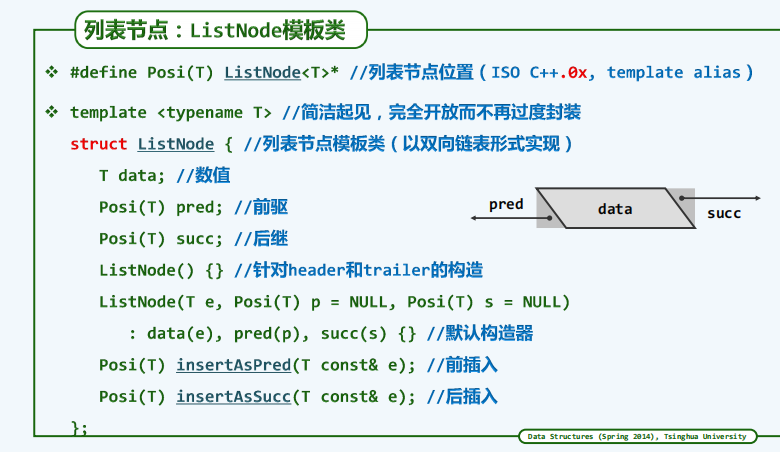 列表节点：ListNode模板类
❖ #define Posi(T) ListNode<T>* //列表节点位置（ISO C++.0x, template alias）
❖ template <typename T> //简洁起见，完全开放而不再过度封装
struct ListNode { //列表节点模板类（以双向链表形式实现）
T data; //数值
Posi(T) pred; //前驱
Posi(T) succ; //后继
ListNode() {} //针对header和trailer的构造
ListNode(T e, Posi(T) p = NULL, Posi(T) s = NULL)
: data(e), pred(p), succ(s) {} //默认构造器
Posi(T) insertAsPred(T const& e); //前插入
Posi(T) insertAsSucc(T const& e); //后插入
};
pred
data
succ
Data Structures (Spring 2014), Tsinghua University